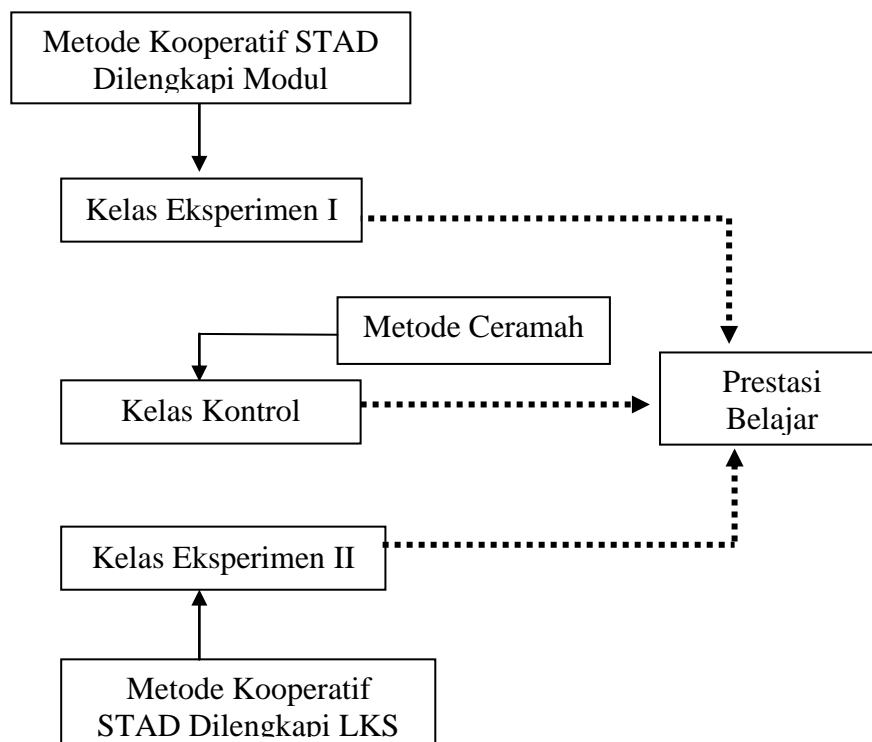 Metode Kooperatif STAD
Dilengkapi Modul
Kelas Eksperimen I
Metode Ceramah
Kelas Kontrol
Prestasi
Belajar
Kelas Eksperimen II
Metode Kooperatif
STAD Dilengkapi LKS